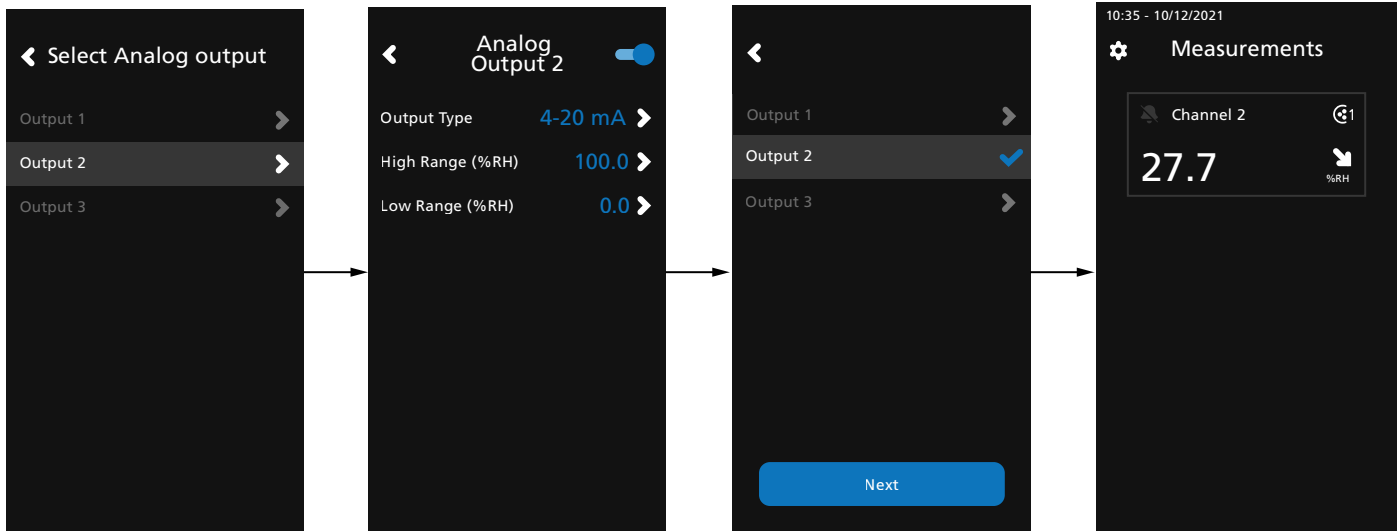 Select Analog output
Output 1
Output 2
Output 3
Analog
Output 2
Output Type 4-20 mA
High Range (%RH) 100.0
Low Range (%RH) 0.0
Output 1
Output 2
Output 3
Next
10:35 - 10/12/2021
Measurements
Channel 2 1
27.7 %RH